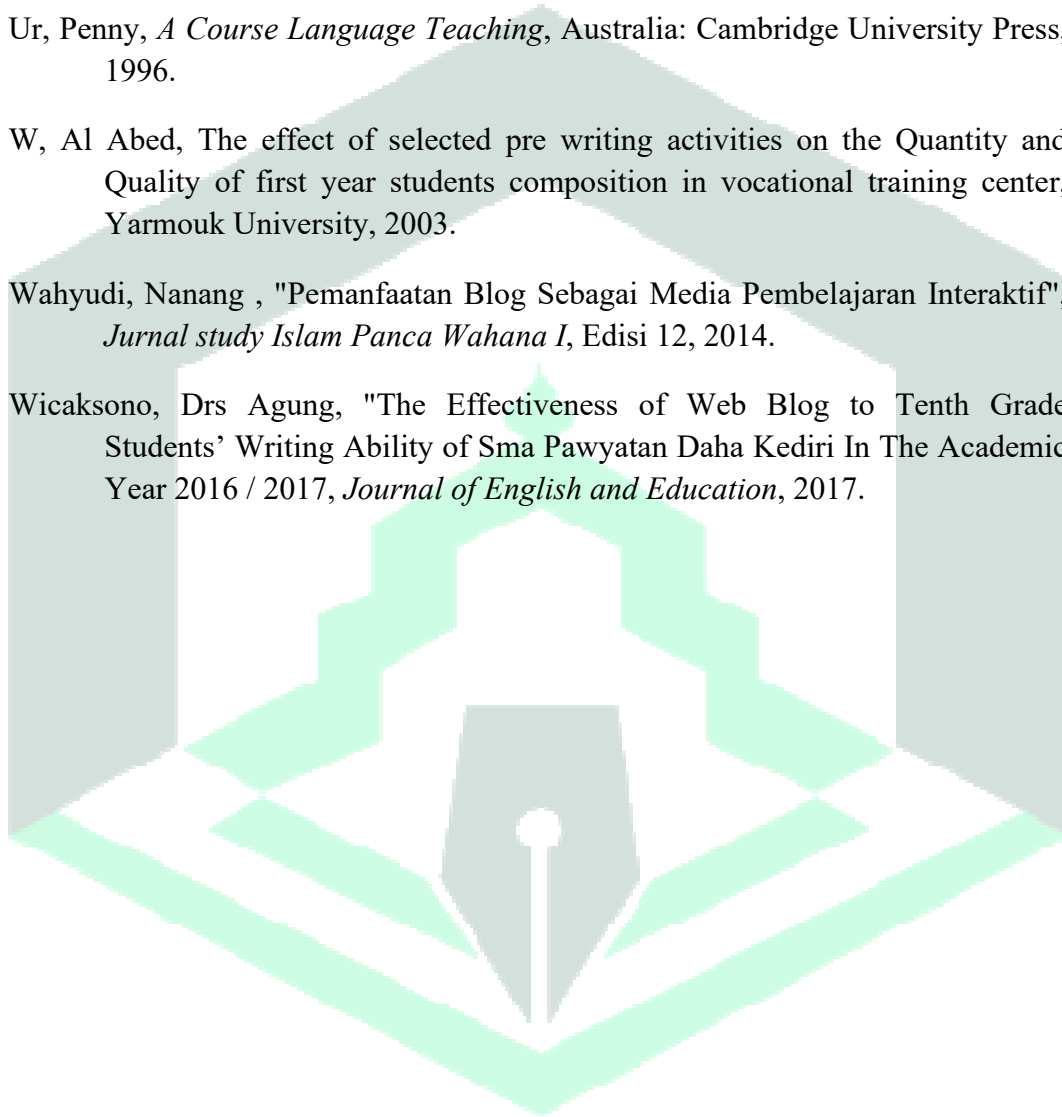 Ur, Penny, A Course Language Teaching, Australia: Cambridge University Press,
1996.
W, Al Abed, The effect of selected pre writing activities on the Quantity and
Quality of first year students composition in vocational training center,
Yarmouk University, 2003.
Wahyudi, Nanang , "Pemanfaatan Blog Sebagai Media Pembelajaran Interaktif",
Jurnal study Islam Panca Wahana I, Edisi 12, 2014.
Wicaksono, Drs Agung, "The Effectiveness of Web Blog to Tenth Grade
Students’ Writing Ability of Sma Pawyatan Daha Kediri In The Academic
Year 2016 / 2017, Journal of English and Education, 2017.